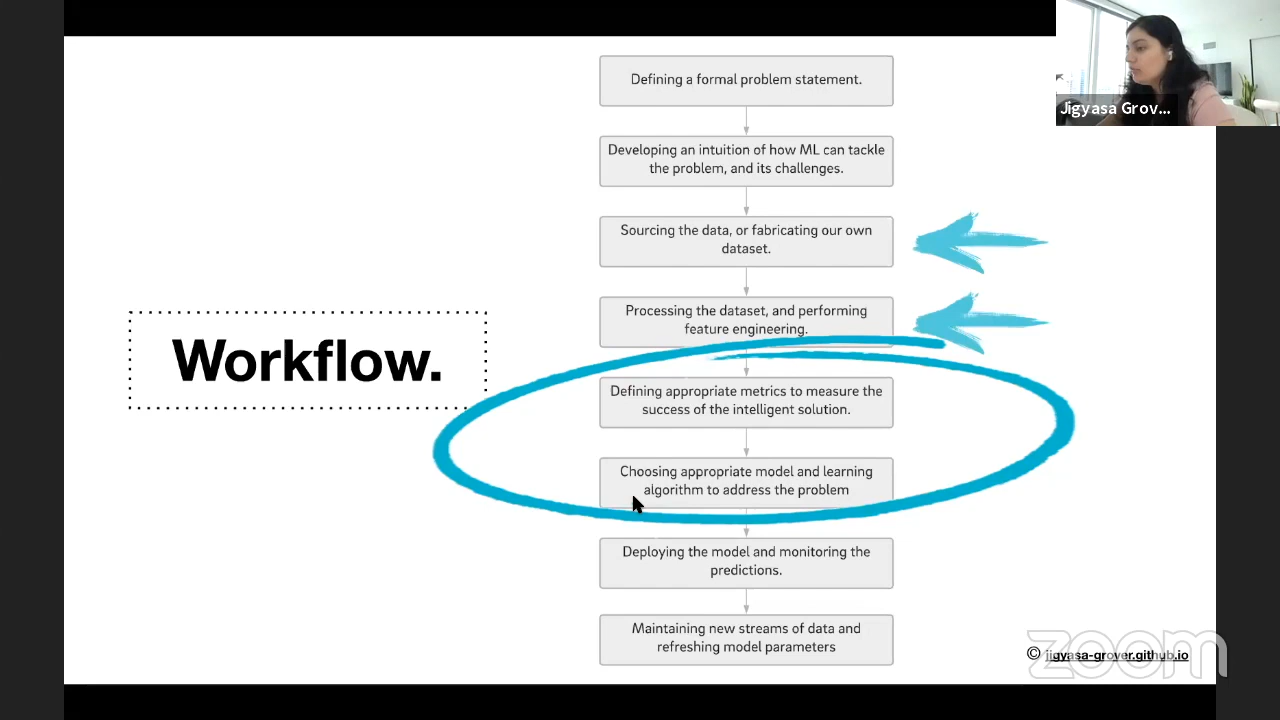 Defining a formal problem statement.
Developing an intuition of how ML can tackle
the problem, and its challenges.
Sourcing the data, or fabricating our own
dataset.
Processing the dataset, and performing
feature engineering.
Workflow.
Defining appropriate metrics to measure the
success of the intelligent solution.
Choosing appropriate model and learning
algorithm to address the problem
Deploying the model and monitoring the
predictions.
Maintaining new streams of data and
refreshing model parameters
Jigyasa Grov...
© jigyasa-grover.github.io
zoom